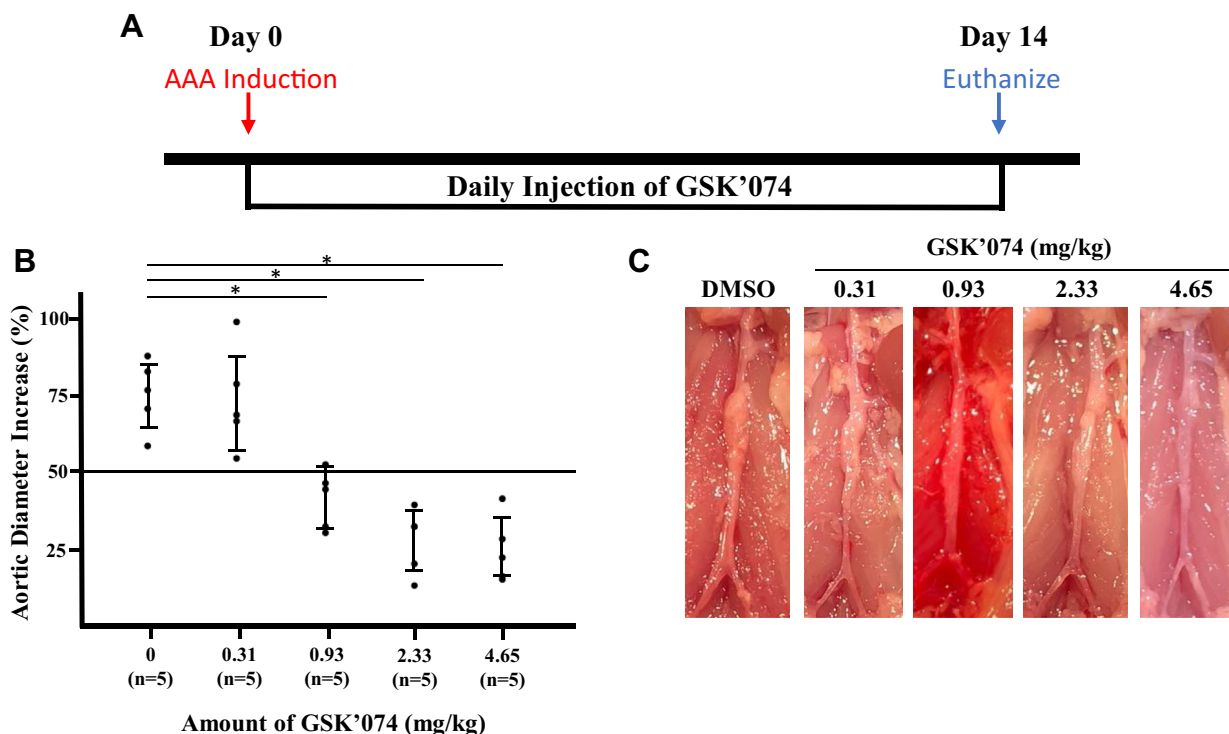 A
Day 0
Day 14
AAA Induction
Euthanize
Daily Injection of GSK’074
B
*
*
*
Aortic Diameter Increase (%)
100
75
50
25
0 0.31 0.93 2.33 4.65
(n=5) (n=5) (n=5) (n=5) (n=5)
Amount of GSK’074 (mg/kg)
C
GSK’074 (mg/kg)
DMSO 0.31 0.93 2.33 4.65